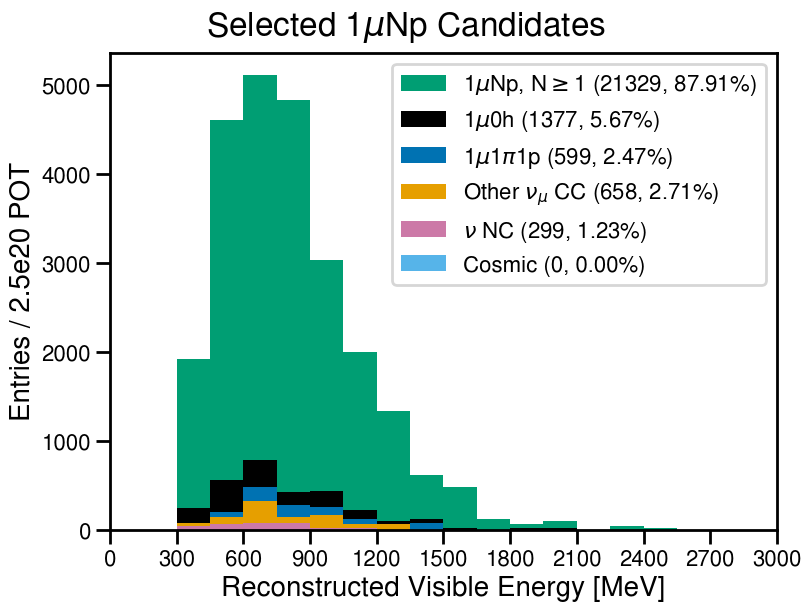 Selected 1μNp Candidates
Entries / 2.5e20 POT
5000
4000
3000
2000
1000
0
1μNp, N ≥ 1 (21329, 87.91%)
1μ0h (1377, 5.67%)
1μ1π1p (599, 2.47%)
Other νμ CC (658, 2.71%)
ν NC (299, 1.23%)
Cosmic (0, 0.00%)
0 300 600 900 1200 1500 1800 2100 2400 2700 3000
Reconstructed Visible Energy [MeV]